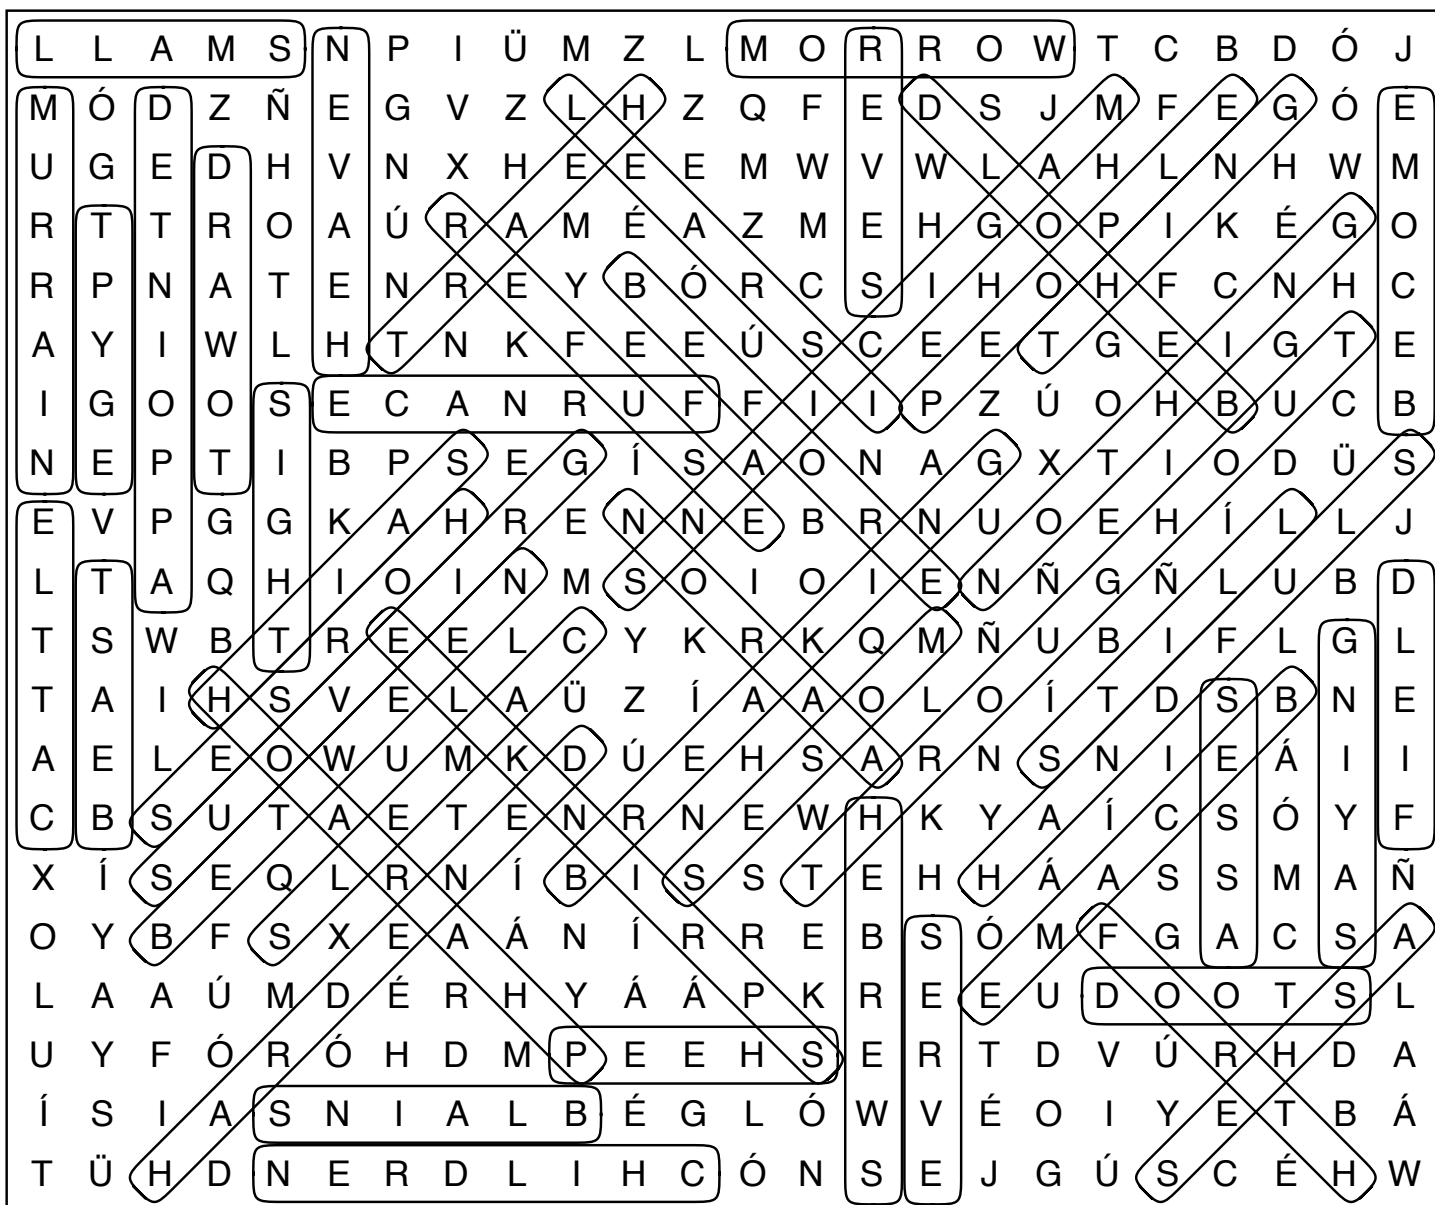 L L A M S N P I Ü M Z L M O R R O W T C B D Ó J
M Ó D Z Ñ E G V Z L H Z Q F E D S J M F E G Ó E
U G E D H V N X H E E E M W V W L A H L N H W M
R T T R O A Ú R A M É A Z M E H G O P I K É G O
R P N A T E N R E Y B Ó R C S I H O H F C N H C
A Y I W L H T N K F E E Ú S C E E T G E I G T E
I G O O S E C A N R U F F I I P Z Ú O H B U C B
N E P T I B P S E G Í S A O N A G X T I O D Ü S
E V P G G K A H R E N N E B R N U O E H Í L L J
L T A Q H I O I N M S O I O I E N Ñ G Ñ L U B D
T S W B T R E E L C Y K R K Q M Ñ U B I F L G L
T A I H S V E L A Ü Z Í A A O L O Í T D S B N E
A E L E O W U M K D Ú E H S A R N S N I E Á I I
C B S U T A E T E N R N E W H K Y A Í C S Ó Y F
X Í S E Q L R N Í B I S S T E H H Á A S S M A Ñ
O Y B F S X E A Á N Í R R E B S Ó M F G A C S A
L A A Ú M D É R H Y Á Á P K R E E U D O O T S L
U Y F Ó R Ó H D M P E E H S E R T D V Ú R H D A
Í S I A S N I A L B É G L Ó W V É O I Y E T B Á
T Ü H D N E R D L I H C Ó N S E J G Ú S C É H W